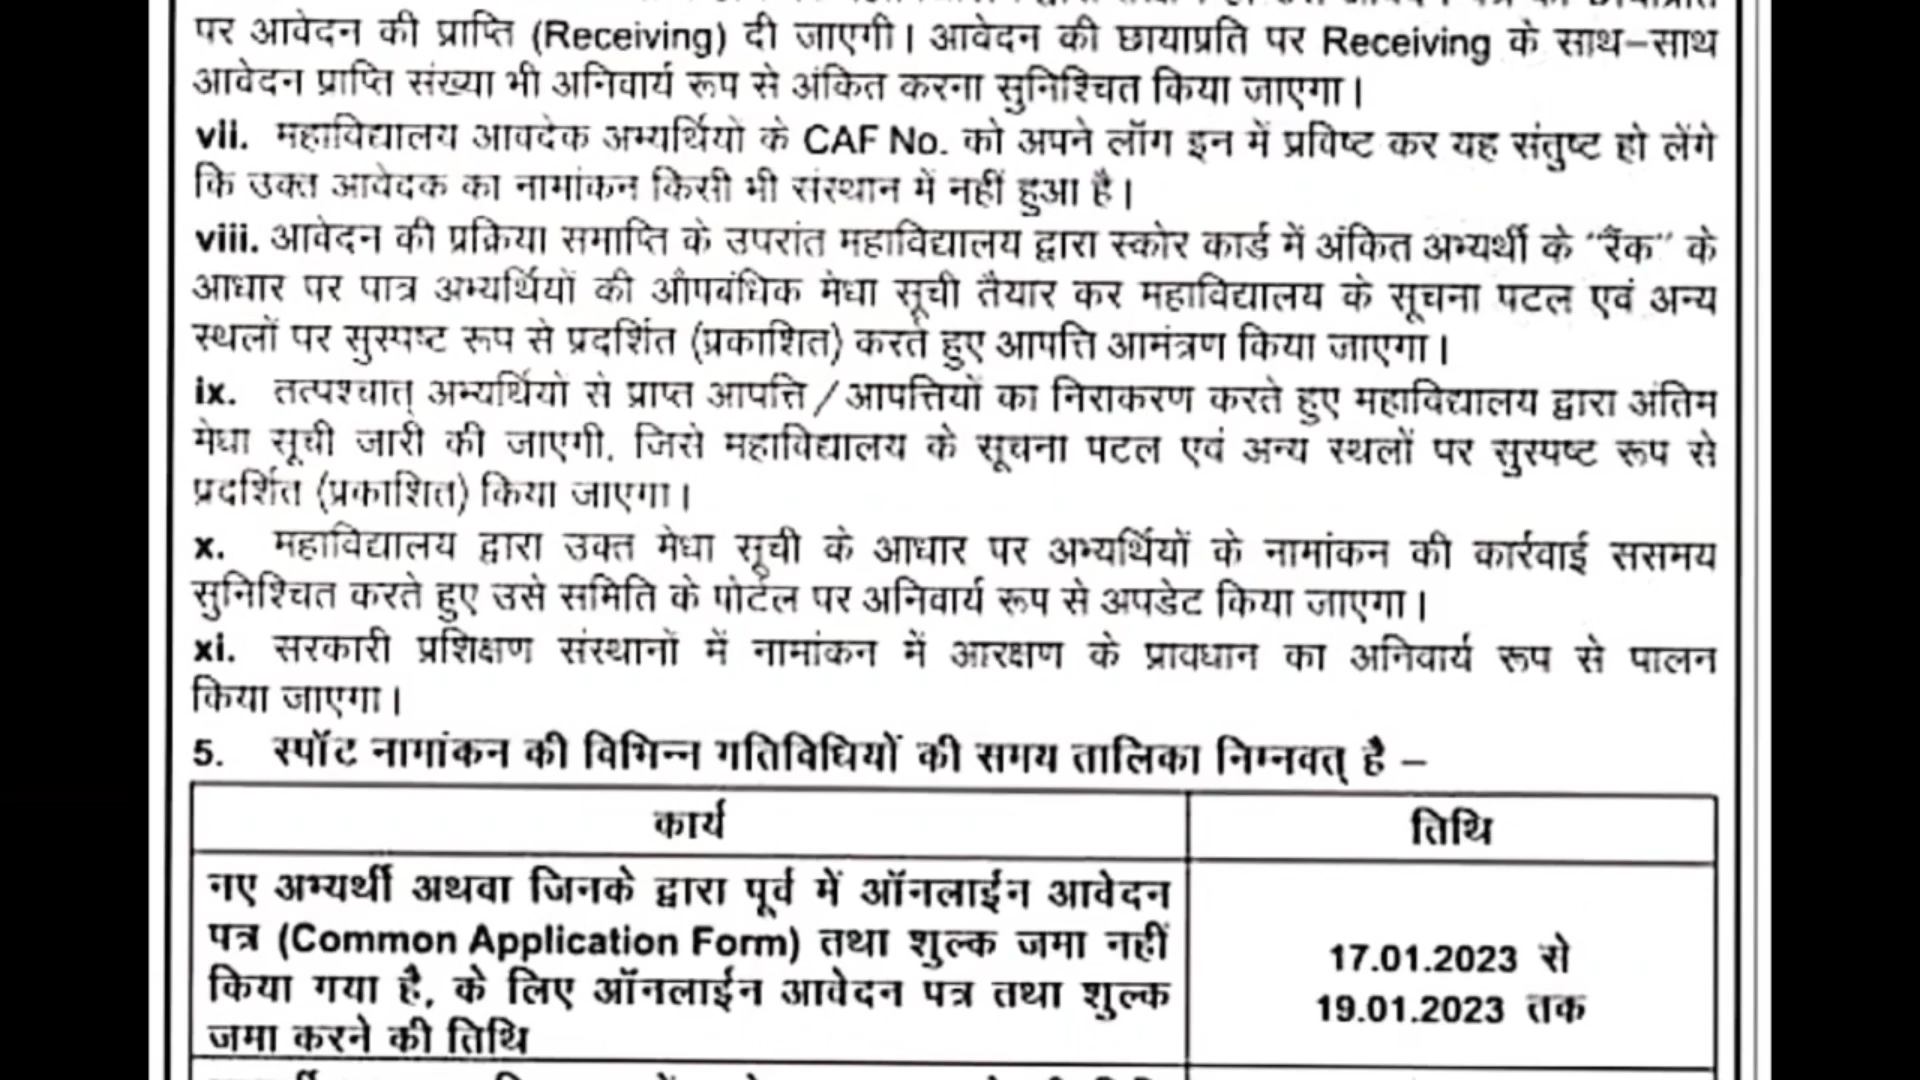 पर आवेदन की प्राप्ति (Receiving) दी जाएगी। आवेदन की छायाप्रति पर Receiving के साथ–साथ
आवेदन प्राप्ति संख्या भी अनिवार्य रूप से अंकित करना सुनिश्चित किया जाएगा।
vii. महाविद्यालय आवदेक अभ्यर्थियो के CAF No. को अपने लॉग इन में प्रविष्ट कर यह संतुष्ट हो लेंगे
कि उक्त आवेदक का नामांकन किसी भी संस्थान में नहीं हुआ है।
viii. आवेदन की प्रक्रिया समाप्ति के उपरांत महाविद्यालय द्वारा स्कोर कार्ड में अंकित अभ्यर्थी के “रैंक” के
आधार पर पात्र अभ्यर्थियों की औपबंधिक मेधा सूची तैयार कर महाविद्यालय के सूचना पटल एवं अन्य
स्थलों पर सुस्पष्ट रूप से प्रदर्शित (प्रकाशित) करते हुए आपत्ति आमंत्रण किया जाएगा।
ix. तत्पश्चात् अभ्यर्थियो से प्राप्त आपत्ति/आपत्तियों का निराकरण करते हुए महाविद्यालय द्वारा अंतिम
मेधा सूची जारी की जाएगी, जिसे महाविद्यालय के सूचना पटल एवं अन्य स्थलों पर सुस्पष्ट रूप से
प्रदर्शित (प्रकाशित) किया जाएगा।
x. महाविद्यालय द्वारा उक्त मेधा सूची के आधार पर अभ्यर्थियों के नामांकन की कार्रवाई ससमय
सुनिश्चित करते हुए उसे समिति के पोर्टल पर अनिवार्य रूप से अपडेट किया जाएगा।
xi. सरकारी प्रशिक्षण संस्थानों में नामांकन में आरक्षण के प्रावधान का अनिवार्य रूप से पालन
किया जाएगा।
5. स्पॉट नामांकन की विभिन्न गतिविधियों की समय तालिका निम्नवत् है –
कार्य तिथि
नए अभ्यर्थी अथवा जिनके द्वारा पूर्व में ऑनलाईन आवेदन
पत्र (Common Application Form) तथा शुल्क जमा नहीं
किया गया है, के लिए ऑनलाईन आवेदन पत्र तथा शुल्क
जमा करने की तिथि
17.01.2023 से
19.01.2023 तक